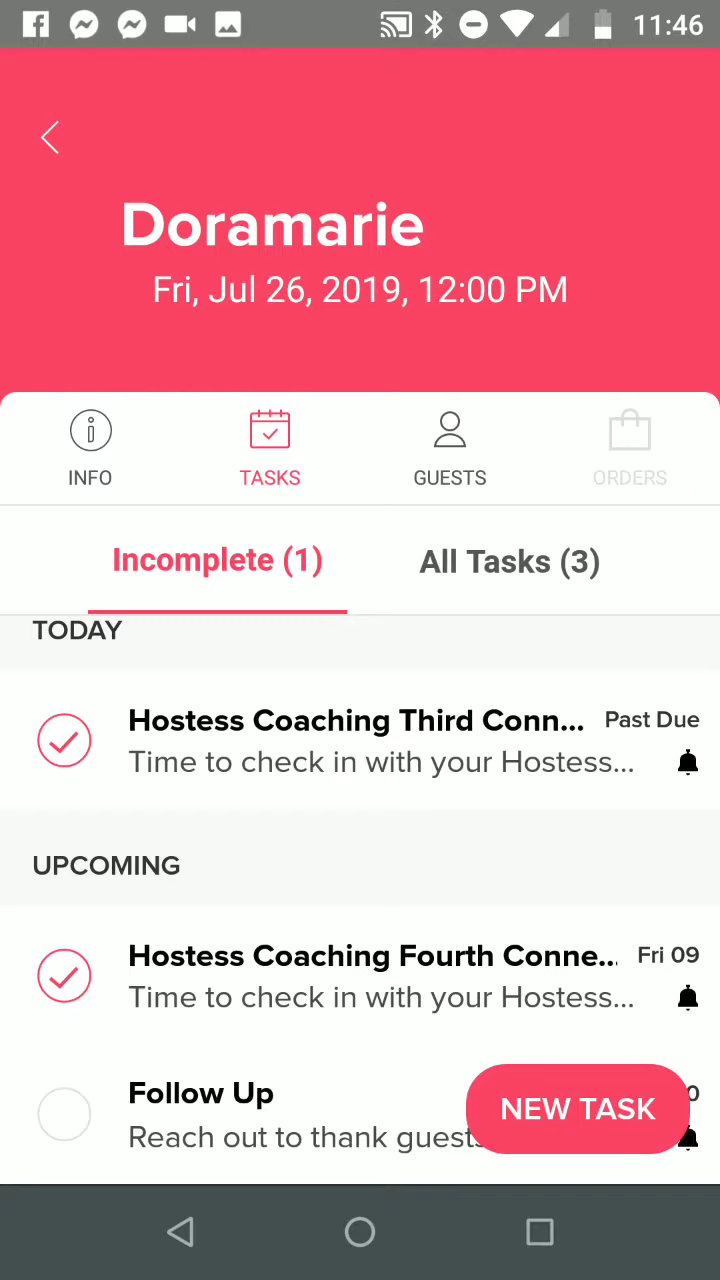 11:46
Doramarie
Fri, Jul 26, 2019, 12:00 PM
INFO
TASKS
GUESTS
ORDERS
Incomplete (1)
All Tasks (3)
TODAY
Hostess Coaching Third Conn... Past Due
Time to check in with your Hostess...
UPCOMING
Hostess Coaching Fourth Conne... Fri 09
Time to check in with your Hostess...
Follow Up
Reach out to thank guests
NEW TASK